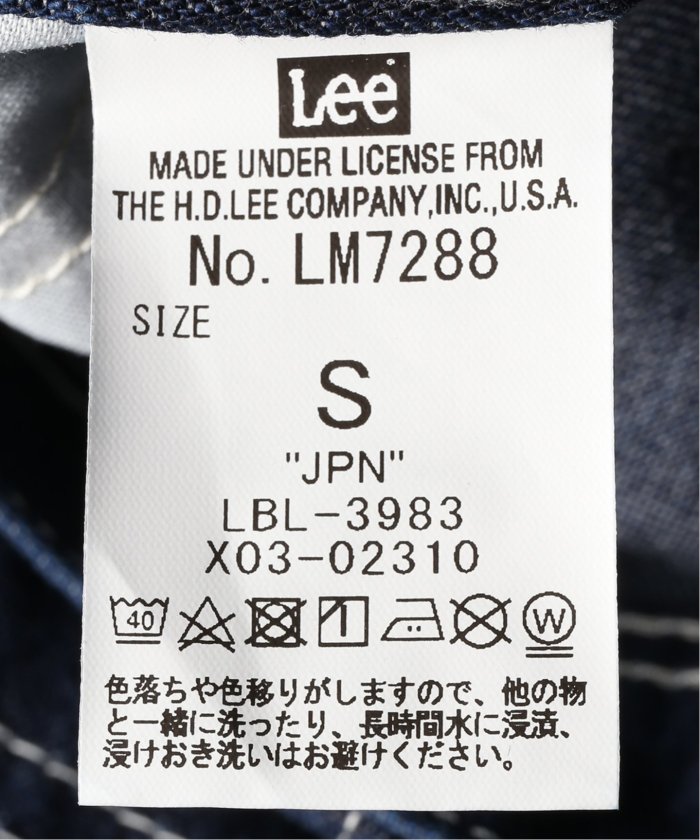 Lee
MADE UNDER LICENSE FROM
THE H.D.LEE COMPANY,INC.,U.S.A.
No. LM7288
SIZE
S
"JPN"
LBL-3983
X03-02310
40
W
色落ちや色移りがしますので、他の物
と一緒に洗ったり、長時間水に浸漬、
浸けおき洗いはお避けください。